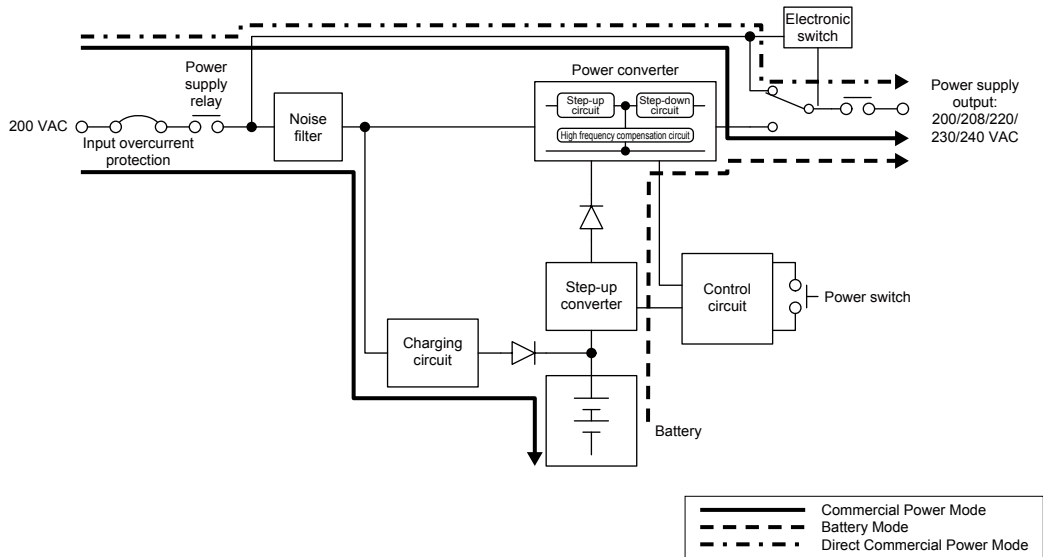 Electronic
switch
Power
supply
relay
Power converter
Power supply
output:
200/208/220/
230/240 VAC
Step-up
circuit
Step-down
circuit
High frequency compensation circuit
Noise
filter
200 VAC
Input overcurrent
protection
Step-up
converter
Control
circuit
Power switch
Charging
circuit
Battery
Commercial Power Mode
Battery Mode
Direct Commercial Power Mode